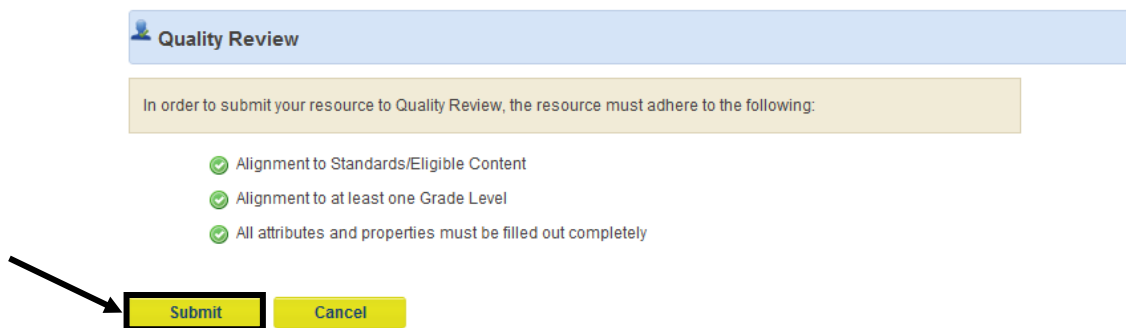 Quality Review
In order to submit your resource to Quality Review, the resource must adhere to the following:
Alignment to Standards/Eligible Content
Alignment to at least one Grade Level
All attributes and properties must be filled out completely
Submit Cancel